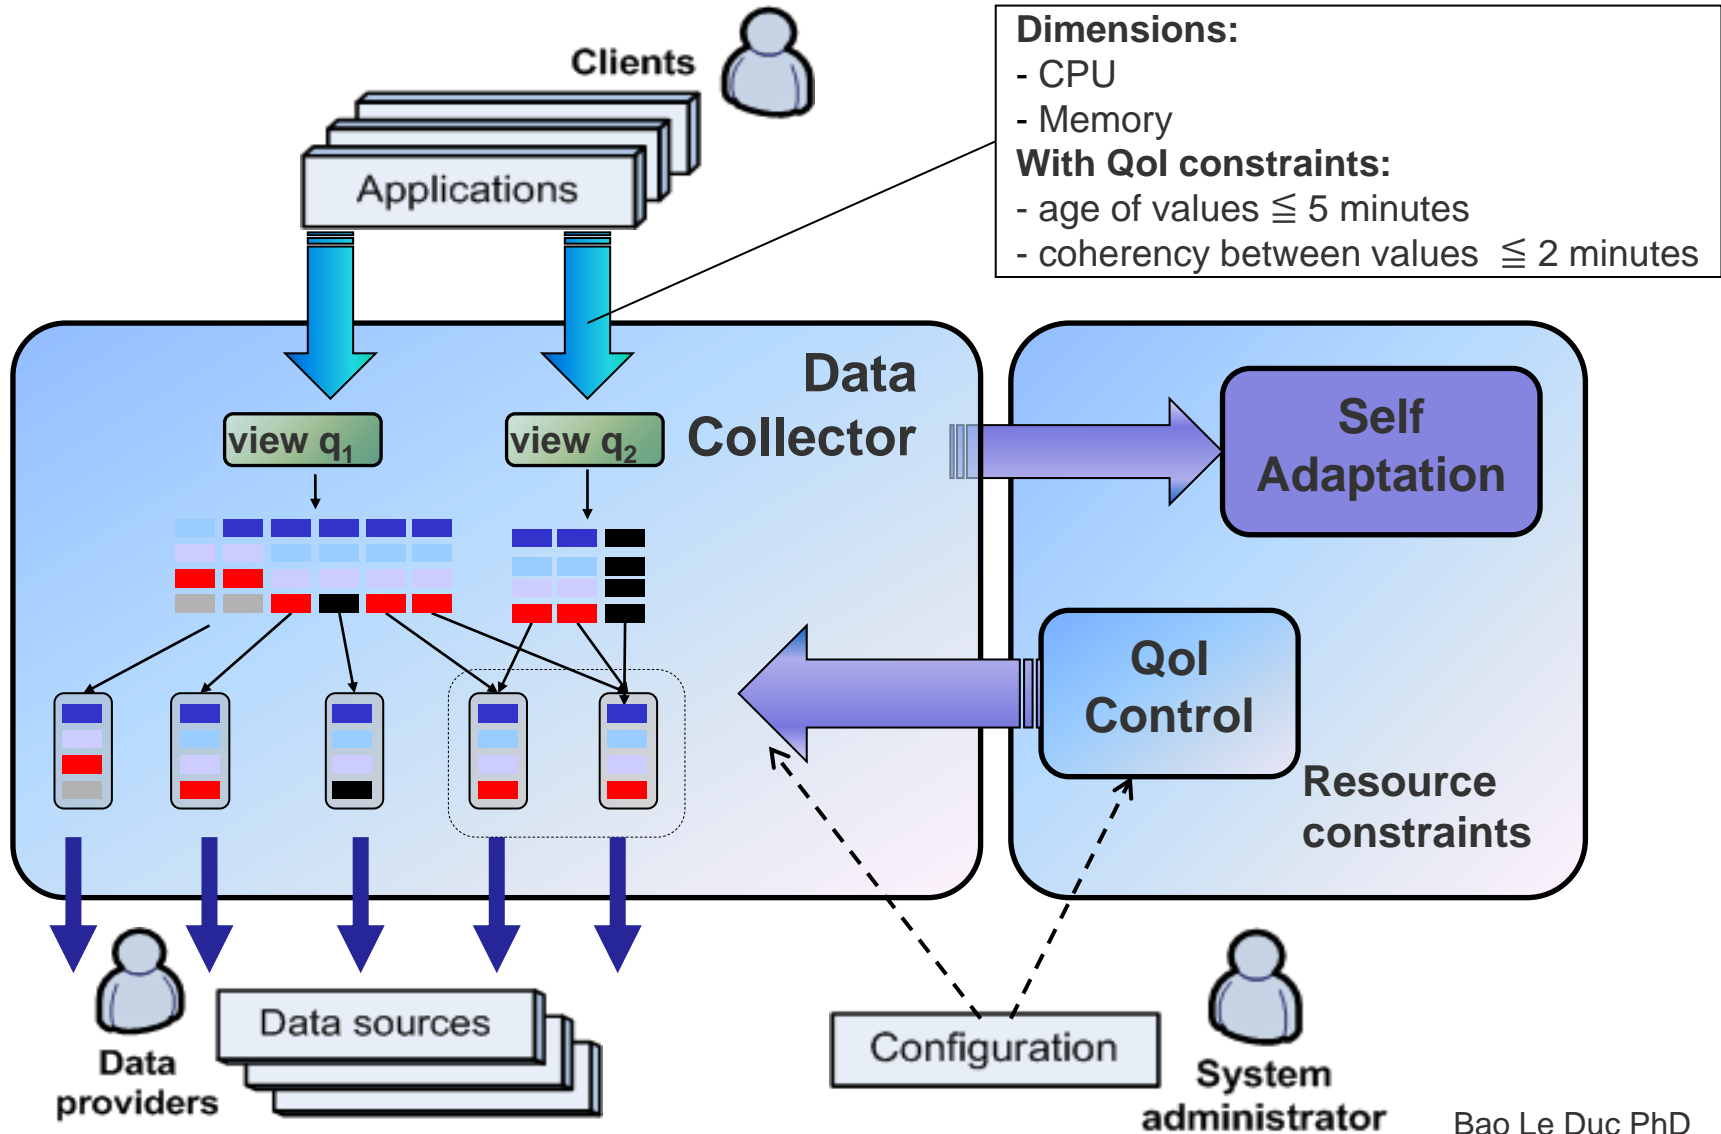 Clients
Applications
Dimensions:
- CPU
- Memory
With QoI constraints:
- age of values ≦ 5 minutes
- coherency between values ≦ 2 minutes
Data
Collector
view q₁
view q₂
Self
Adaptation
QoI
Control
Resource
constraints
Data
providers
Data sources
Configuration
System
administrator
Bao Le Duc PhD